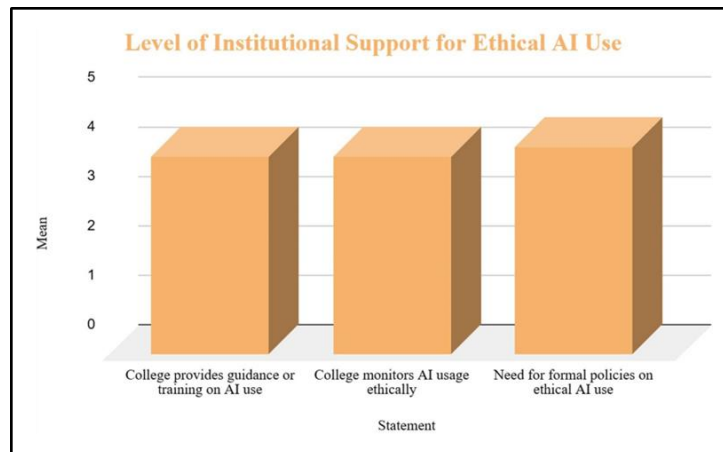 Level of Institutional Support for Ethical AI Use
5
4
3
2
1
0
Mean
College provides guidance or
training on AI use
College monitors AI usage
ethically
Need for formal policies on
ethical AI use
Statement